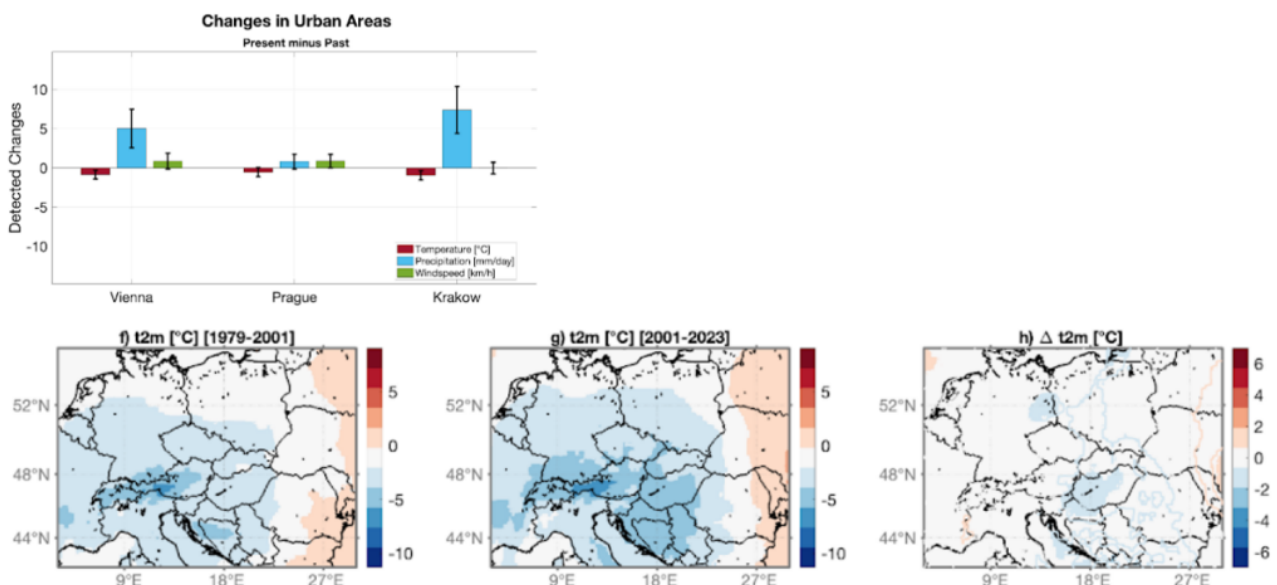 Changes in Urban Areas
Present minus Past
Detected Changes
10
5
0
-5
-10
Temperature [°C]
Precipitation [mm/day]
Windspeed [km/h]
Vienna Prague Krakow
f) t2m [°C] [1979-2001] g) t2m [°C] [2001-2023] h) Δ t2m [°C]
52°N
48°N
44°N
9°E 18°E 27°E
5
0
-5
-10
52°N
48°N
44°N
9°E 18°E 27°E
5
0
-5
-10
52°N
48°N
44°N
9°E 18°E 27°E
6
4
2
0
-2
-4
-6